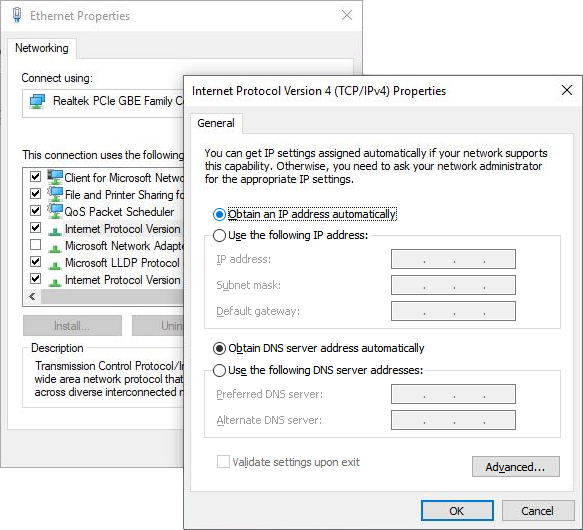 Ethernet Properties
Networking
Connect using:
Realtek PCIe GBE Family
This connection uses the following
Client for Microsoft
File and Printer Sharing for
QoS Packet Scheduler
Internet Protocol Version
Microsoft Network
Microsoft LLDP Protocol
Internet Protocol Version
Install...
Description
Transmission Control
wide area network protocol that
across diverse interconnected
Internet Protocol Version 4 (TCP/IPv4) Properties
General
You can get IP settings assigned automatically if your network supports
this capability. Otherwise, you need to ask your network administrator
for the appropriate IP settings.
Obtain an IP address automatically
Use the following IP address:
IP address:
Subnet mask:
Default gateway:
Obtain DNS server address automatically
Use the following DNS server addresses:
Preferred DNS server:
Alternate DNS server:
Validate settings upon exit
Advanced...
OK
Cancel